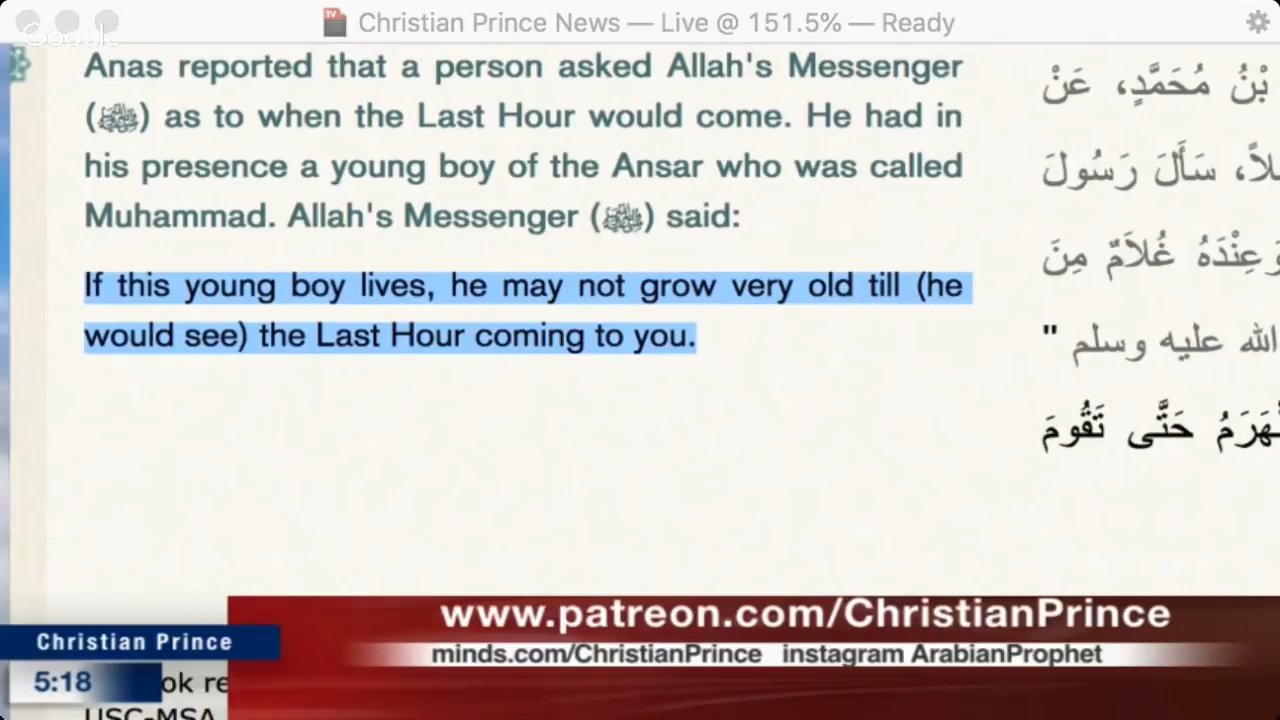 Google
Christian Prince News — Live @ 151.5% — Ready
Anas reported that a person asked Allah's Messenger
(ﷺ) as to when the Last Hour would come. He had in
his presence a young boy of the Ansar who was called
Muhammad. Allah's Messenger (ﷺ) said:
If this young boy lives, he may not grow very old till (he
would see) the Last Hour coming to you.
بْنُ مُحَمَّدٍ، عَنْ
سَأَلَ رَسُولَ
وَعِنْدَهُ غُلَامٌ مِنَ
الله عليه وسلم "
حَتَّى تَقُومَ
www.patreon.com/ChristianPrince
minds.com/ChristianPrince instagram ArabianProphet
Christian Prince
5:18
USC-MSA